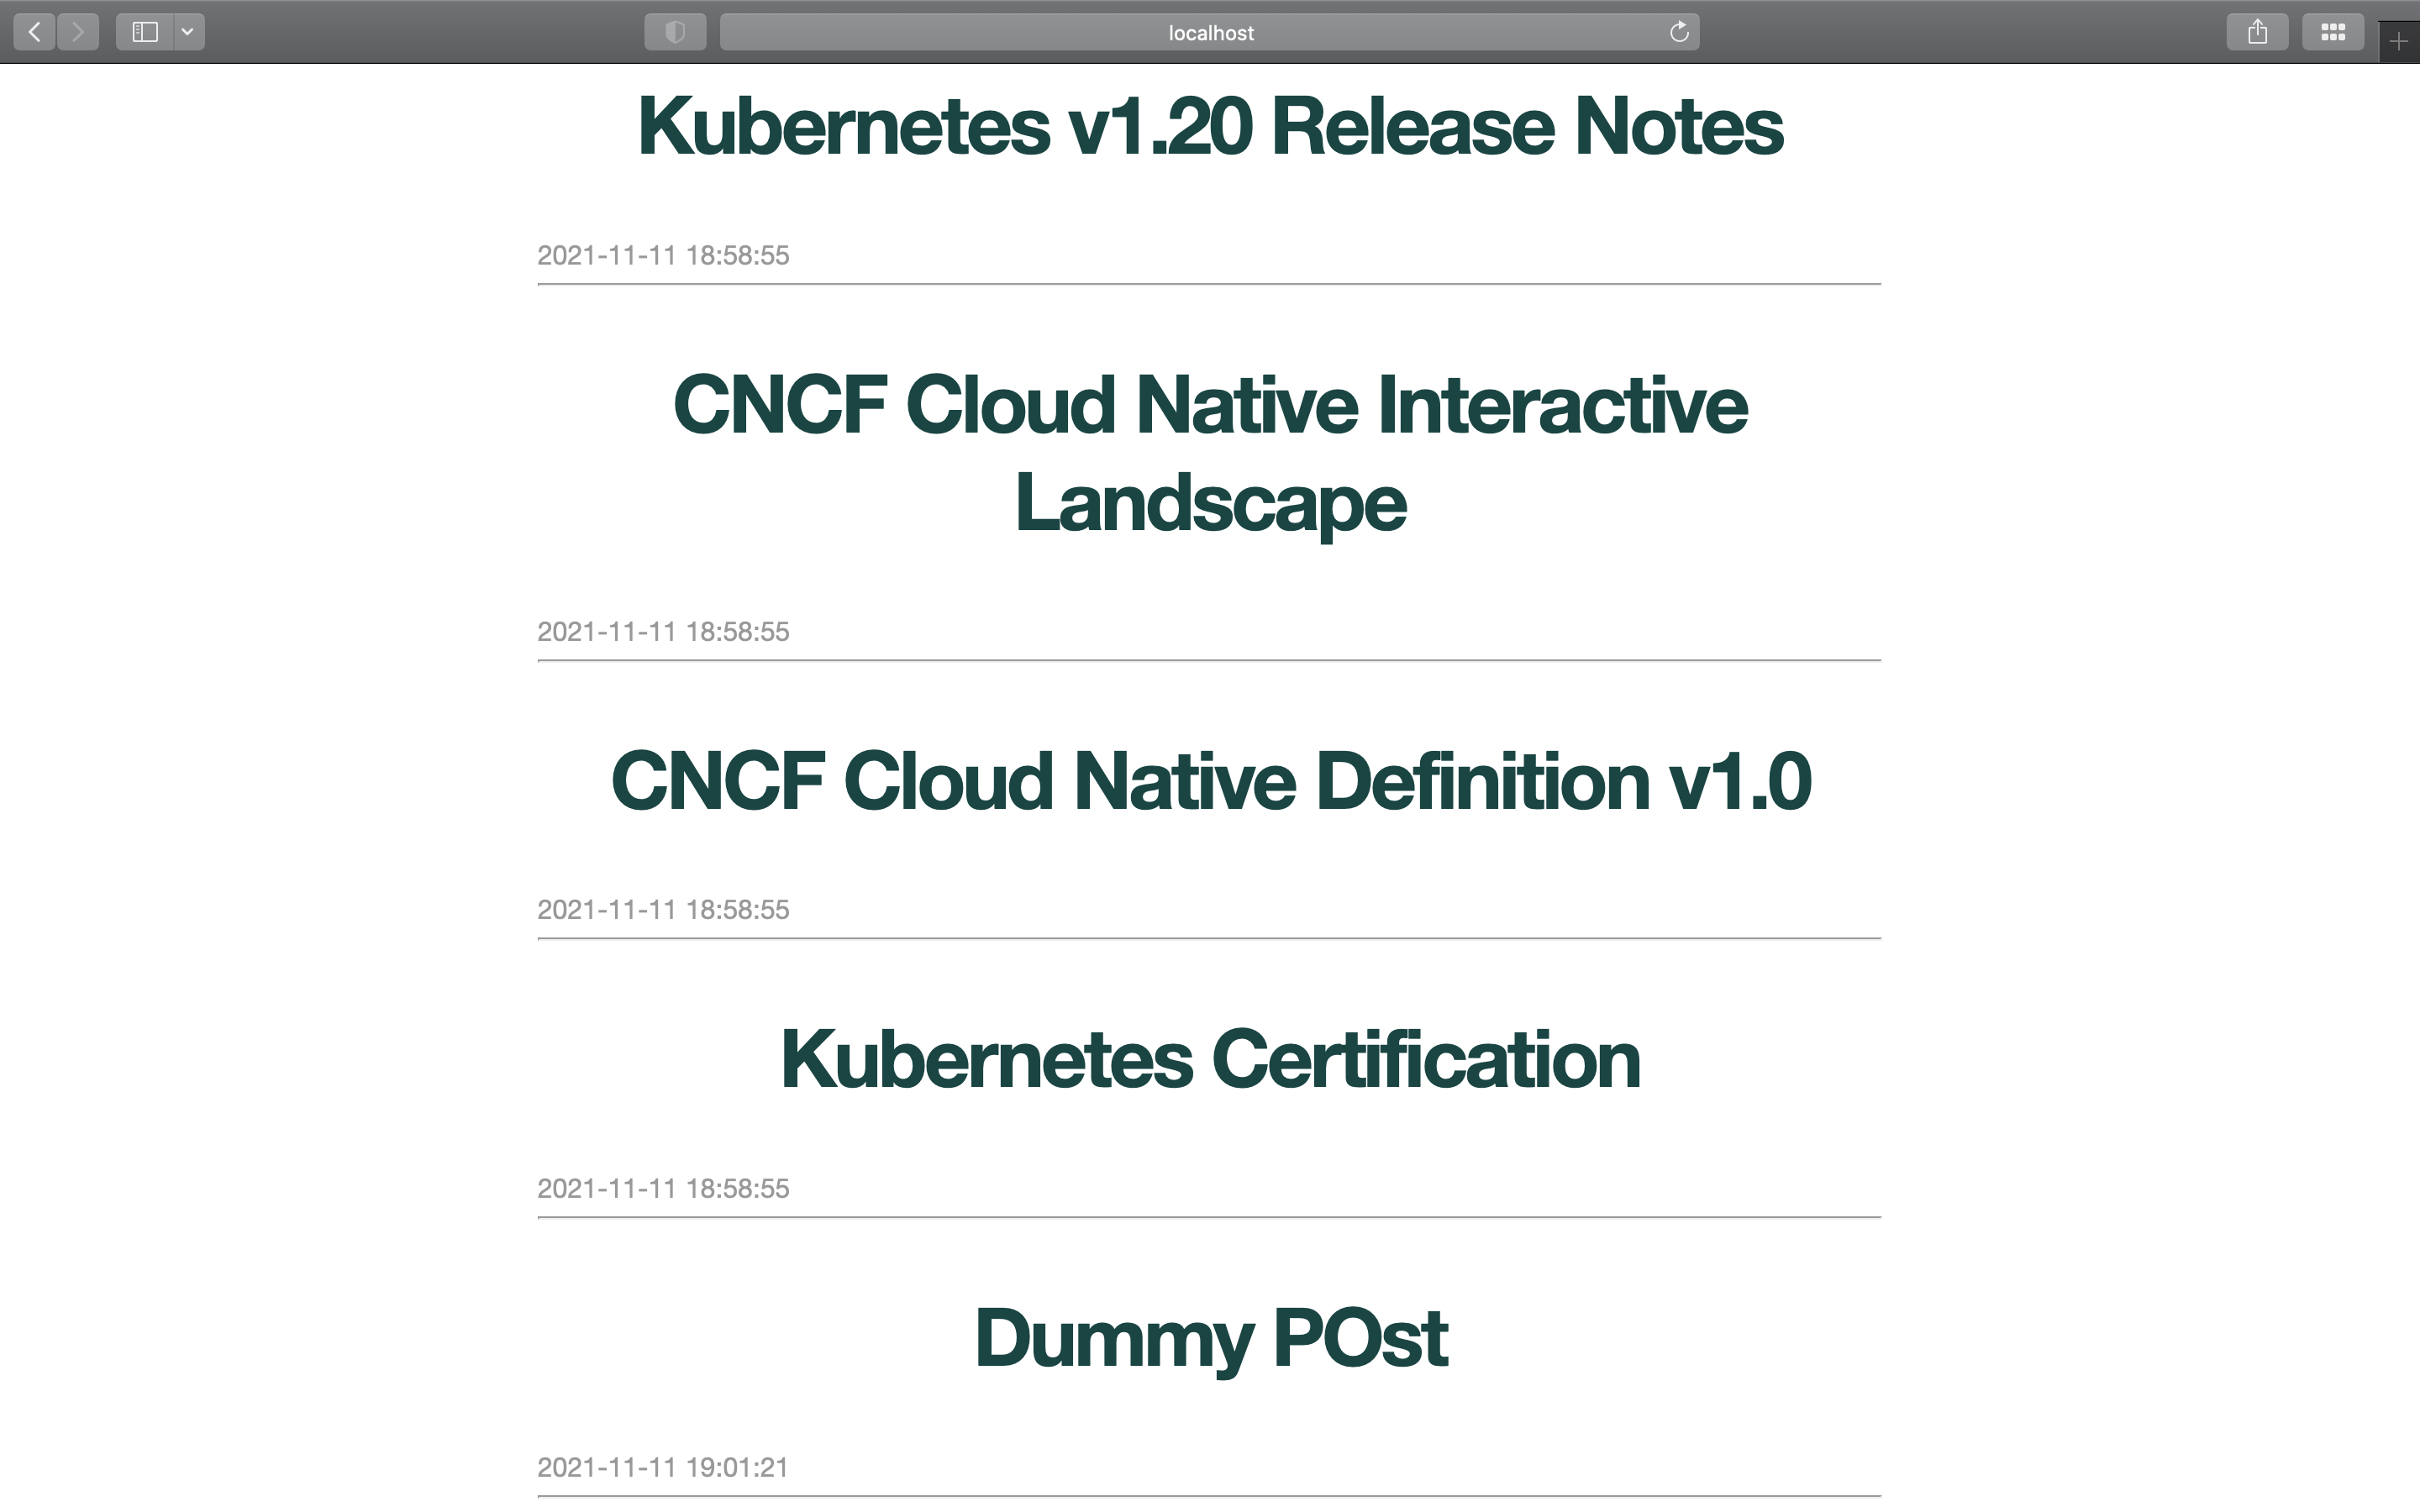 localhost
Kubernetes v1.20 Release Notes
2021-11-11 18:58:55
CNCF Cloud Native Interactive
Landscape
2021-11-11 18:58:55
CNCF Cloud Native Definition v1.0
2021-11-11 18:58:55
Kubernetes Certification
2021-11-11 18:58:55
Dummy POst
2021-11-11 19:01:21